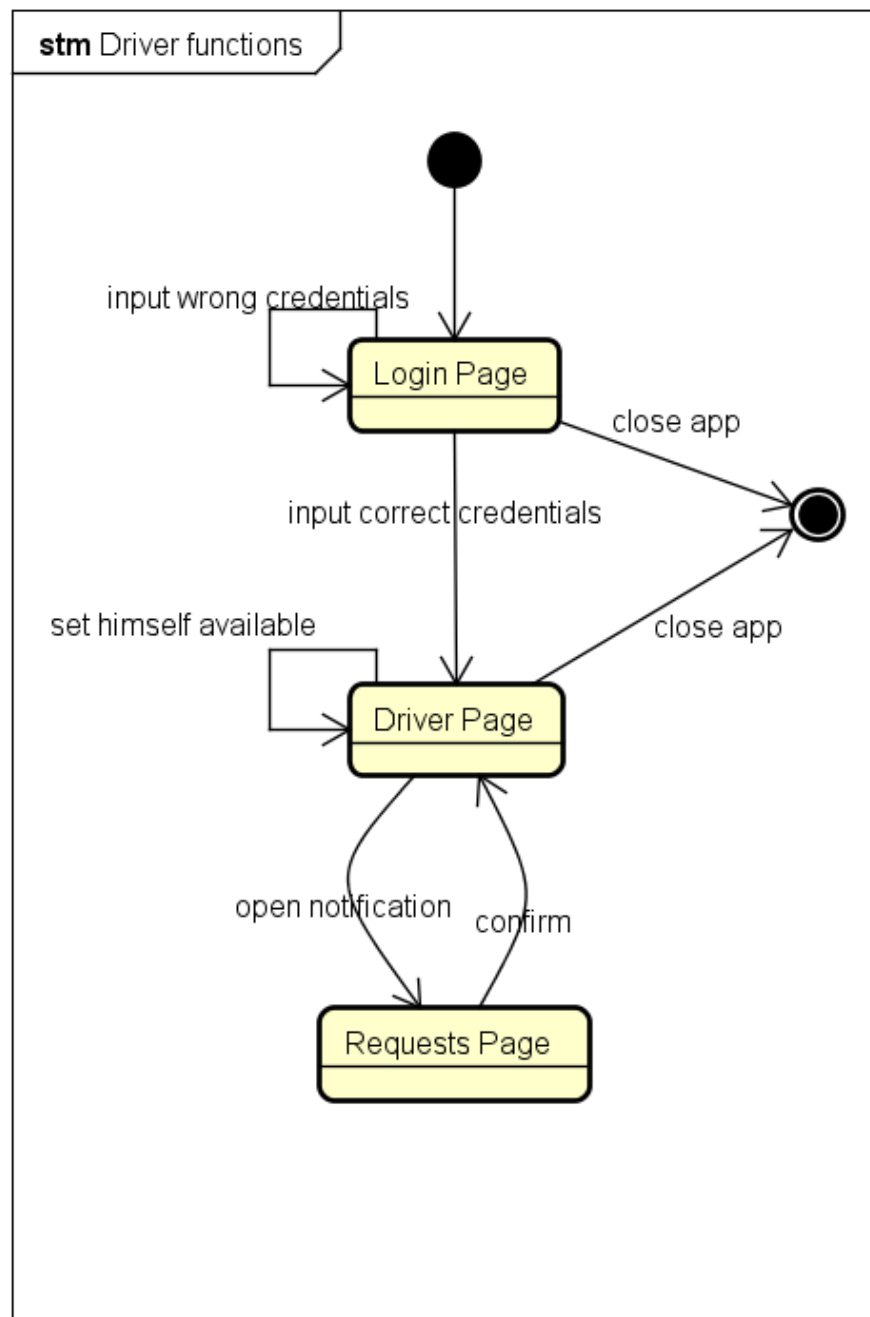 stm Driver functions
input wrong credentials
Login Page
close app
input correct credentials
set himself available
close app
Driver Page
open notification
confirm
Requests Page